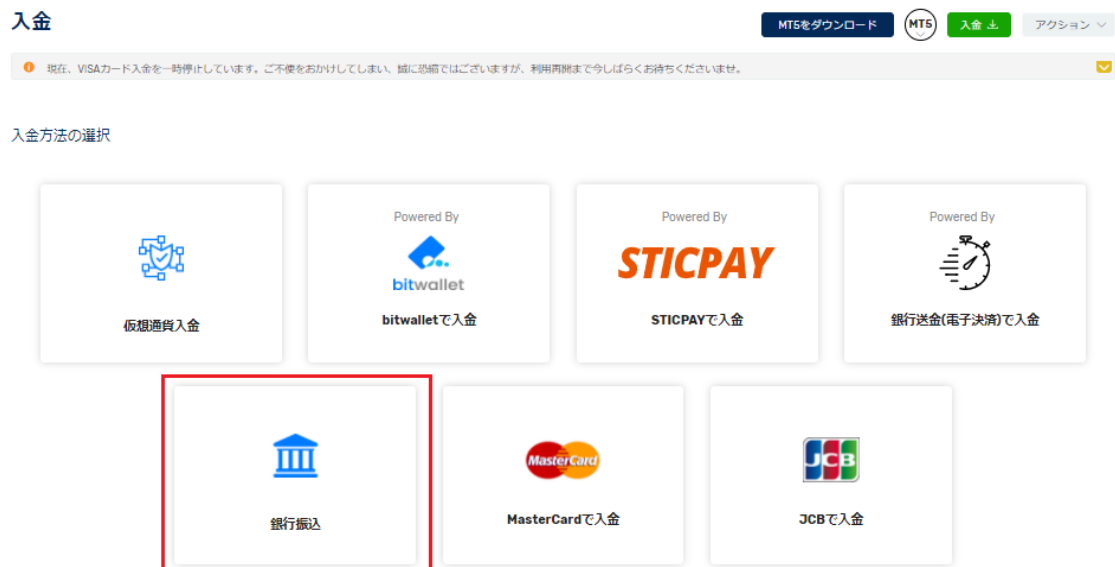 入金
MT5をダウンロード
MT5
入金
アクション
現在、VISAカード入金を一時停止しています。ご不便をおかけしてしまい、誠に恐縮ではございますが、利用再開まで今しばらくお待ちくださいませ。
入金方法の選択
仮想通貨入金
Powered By
bitwallet
bitwalletで入金
Powered By
STICPAY
STICPAYで入金
Powered By
銀行送金(電子決済)で入金
銀行振込
MasterCard
MasterCardで入金
JCB
JCBで入金